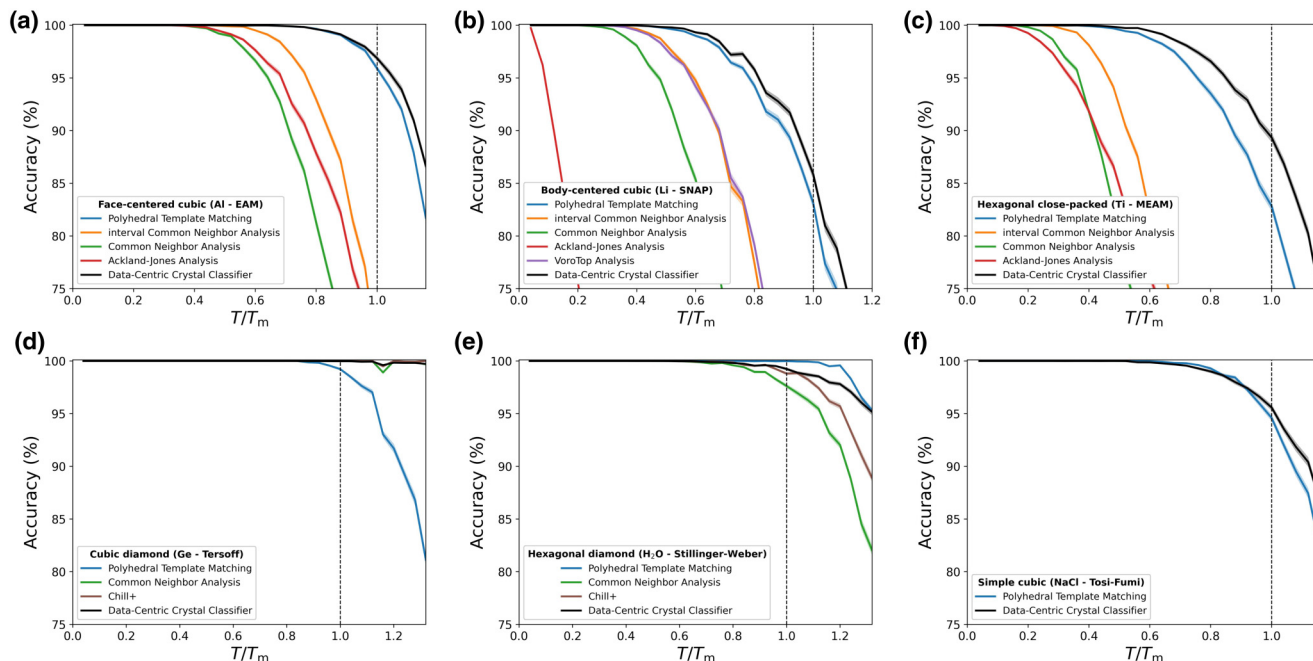 (a)
Accuracy (%)
100
95
90
85
80
75
Face-centered cubic (Al - EAM)
Polyhedral Template Matching
interval Common Neighbor Analysis
Common Neighbor Analysis
Ackland-Jones Analysis
Data-Centric Crystal Classifier
0.0 0.2 0.4 0.6 0.8 1.0
T/Tm
(b)
Accuracy (%)
100
95
90
85
80
75
Body-centered cubic (Li - SNAP)
Polyhedral Template Matching
interval Common Neighbor Analysis
Common Neighbor Analysis
Ackland-Jones Analysis
VoroTop Analysis
Data-Centric Crystal Classifier
0.0 0.2 0.4 0.6 0.8 1.0 1.2
T/Tm
(c)
Accuracy (%)
100
95
90
85
80
75
Hexagonal close-packed (Ti - MEAM)
Polyhedral Template Matching
interval Common Neighbor Analysis
Common Neighbor Analysis
Ackland-Jones Analysis
Data-Centric Crystal Classifier
0.0 0.2 0.4 0.6 0.8 1.0
T/Tm
(d)
Accuracy (%)
100
95
90
85
80
75
Cubic diamond (Ge - Tersoff)
Polyhedral Template Matching
Common Neighbor Analysis
Chill+
Data-Centric Crystal Classifier
0.0 0.2 0.4 0.6 0.8 1.0 1.2
T/Tm
(e)
Accuracy (%)
100
95
90
85
80
75
Hexagonal diamond (H₂O - Stillinger-Weber)
Polyhedral Template Matching
Common Neighbor Analysis
Chill+
Data-Centric Crystal Classifier
0.0 0.2 0.4 0.6 0.8 1.0 1.2
T/Tm
(f)
Accuracy (%)
100
95
90
85
80
75
Simple cubic (NaCl - Tosi-Fumi)
Polyhedral Template Matching
Data-Centric Crystal Classifier
0.0 0.2 0.4 0.6 0.8 1.0
T/Tm